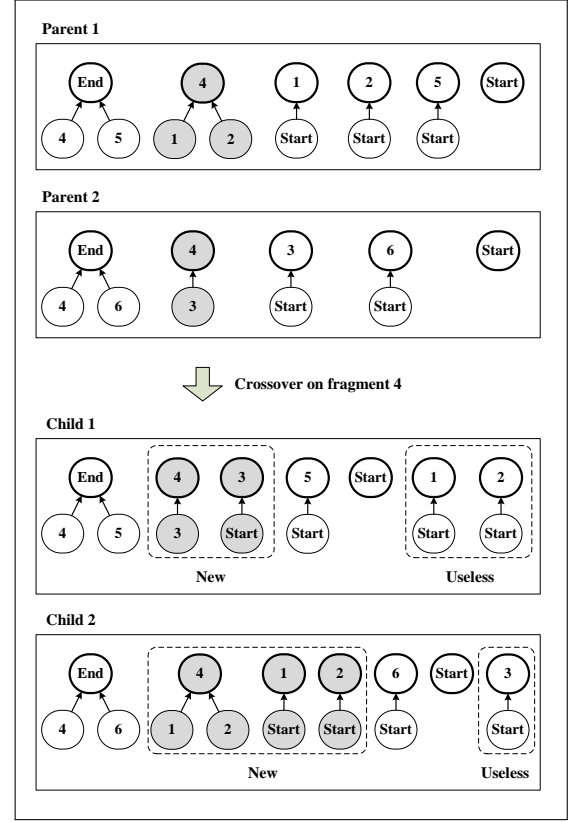 Parent 1
End 4 1 2 5 Start
4 5 1 2 Start Start Start
Parent 2
End 4 3 6 Start
4 6 3 Start Start
Crossover on fragment 4
Child 1
End 4 3 5 Start 1 2
4 5 3 Start Start Start Start
New Useless
Child 2
End 4 1 2 6 Start 3
4 6 1 2 Start Start Start Start
New Useless